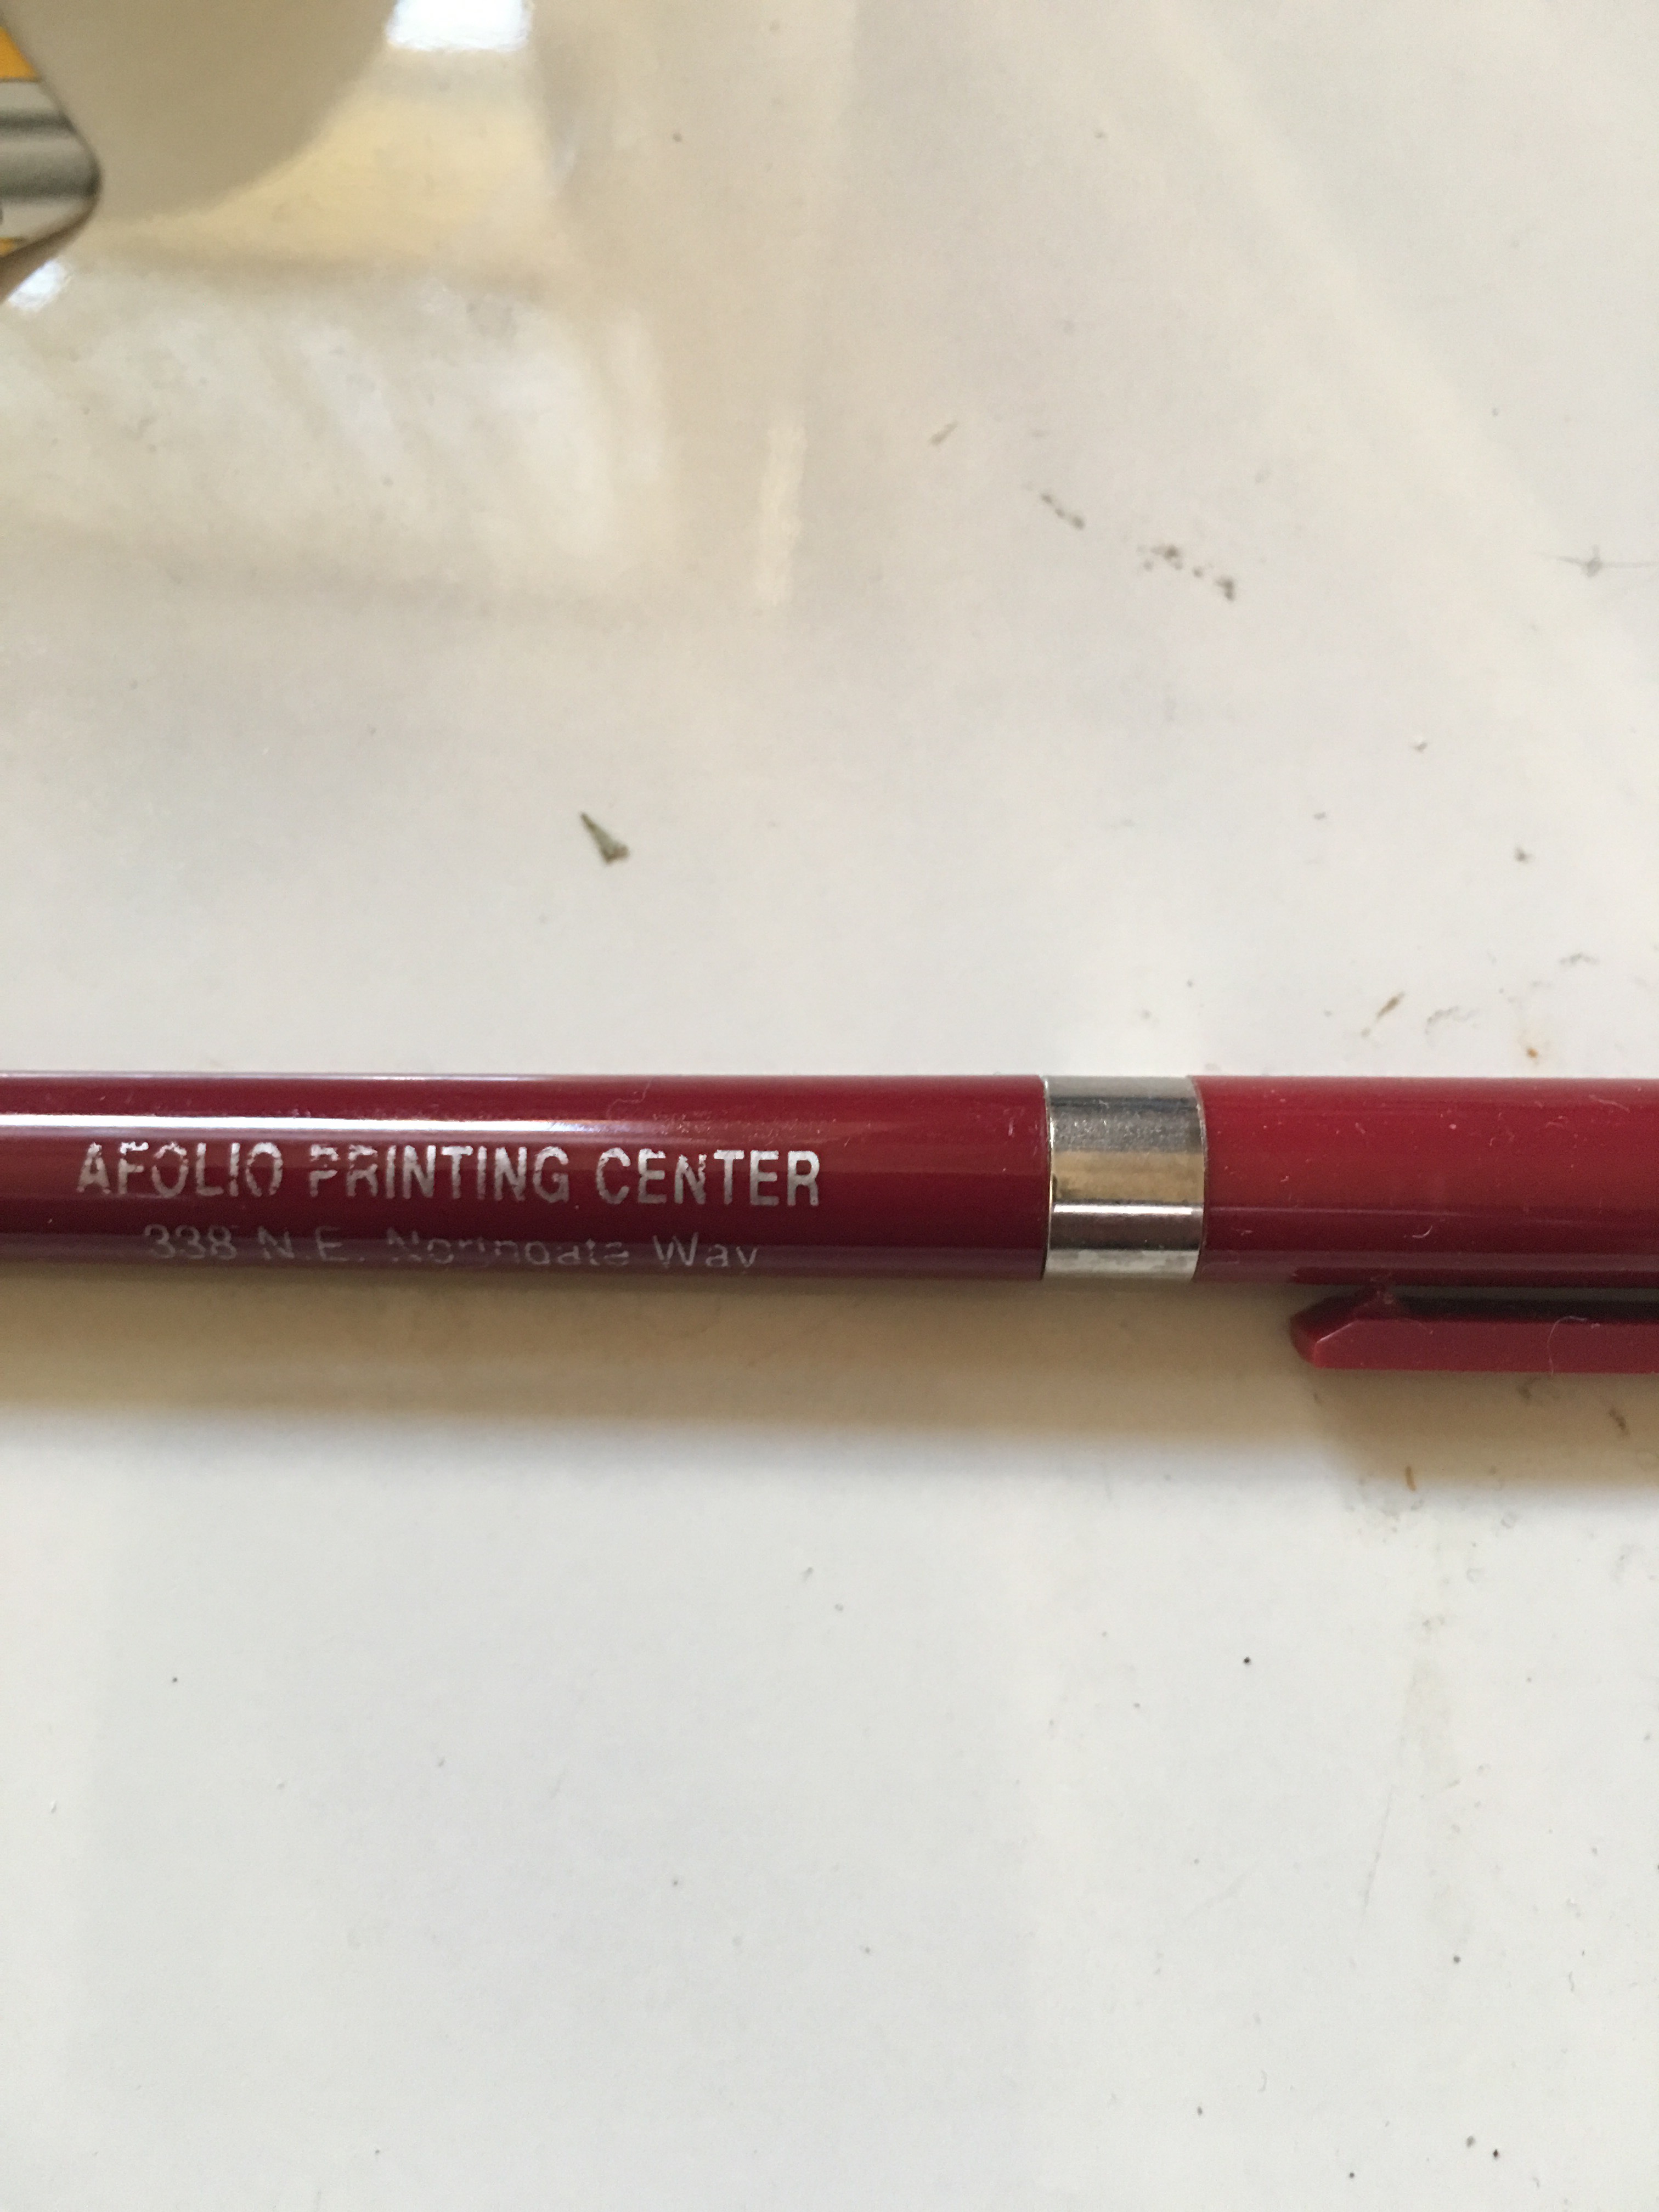 AFOLIO PRINTING CENTER
338 N.E. Northgate Way